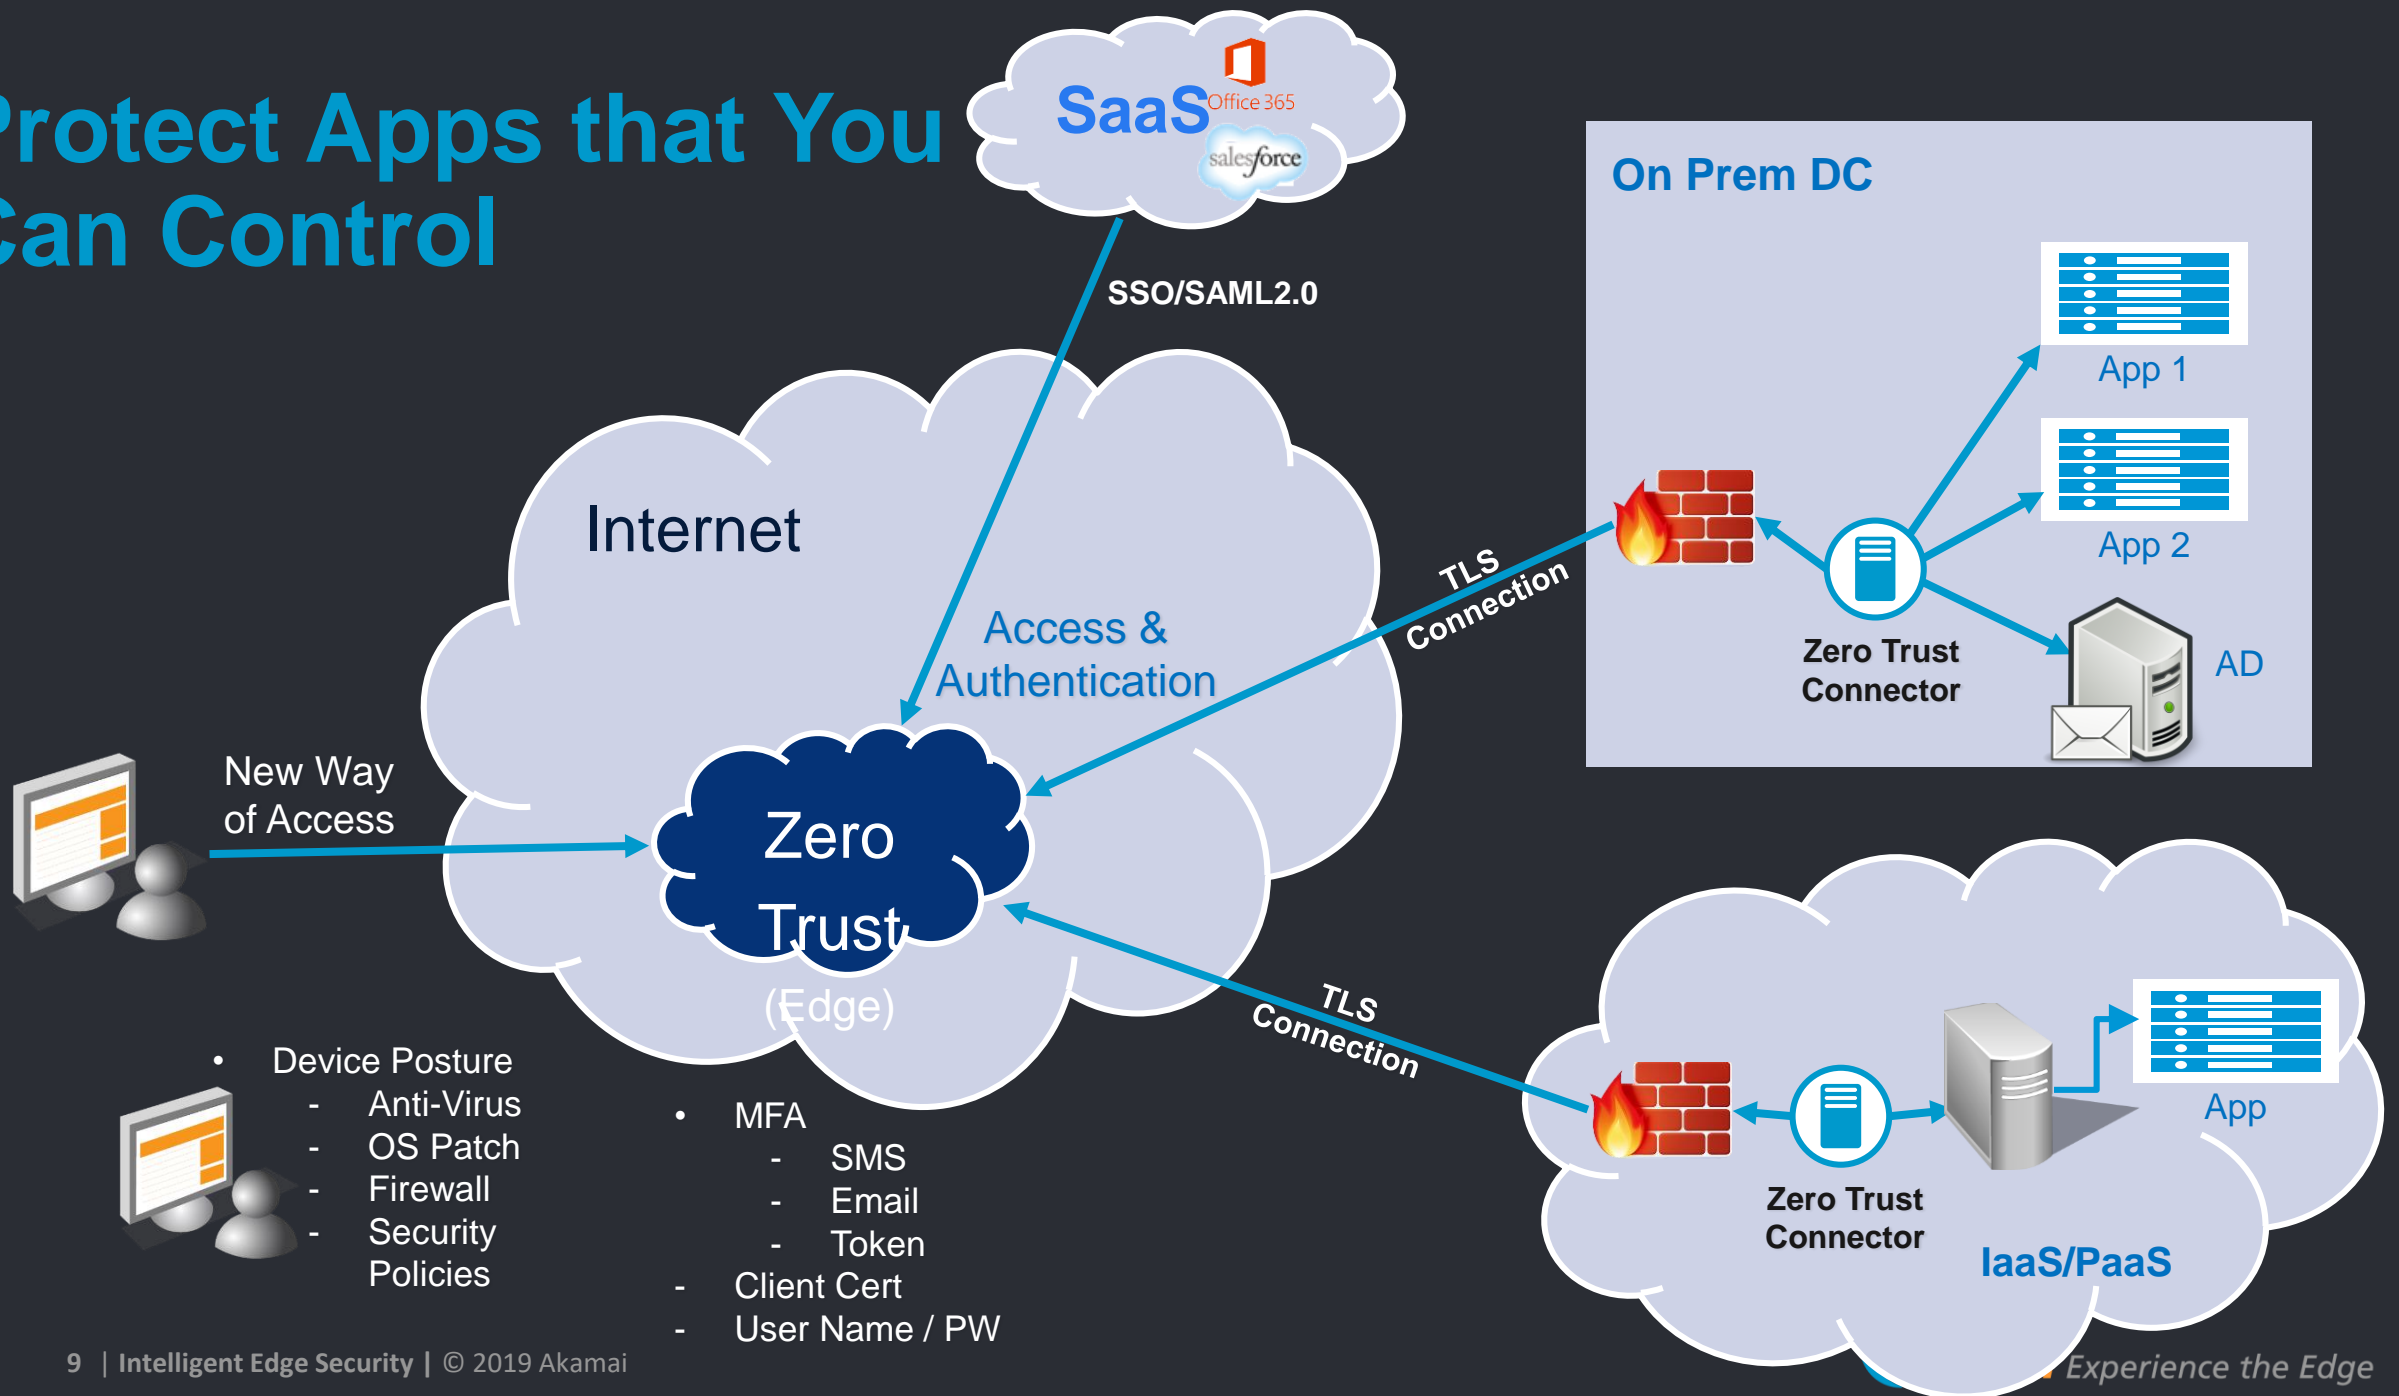 Protect Apps that You
Can Control
SaaS
Office 365
salesforce
SSO/SAML2.0
On Prem DC
App 1
App 2
AD
Zero Trust
Connector
Internet
Access &
Authentication
TLS
Connection
New Way
of Access
Zero
Trust
(Edge)
TLS
Connection
App
Zero Trust
Connector
IaaS/PaaS
• Device Posture
- Anti-Virus
- OS Patch
- Firewall
- Security
Policies
• MFA
- SMS
- Email
- Token
- Client Cert
- User Name / PW
9 | Intelligent Edge Security | © 2019 Akamai
Experience the Edge